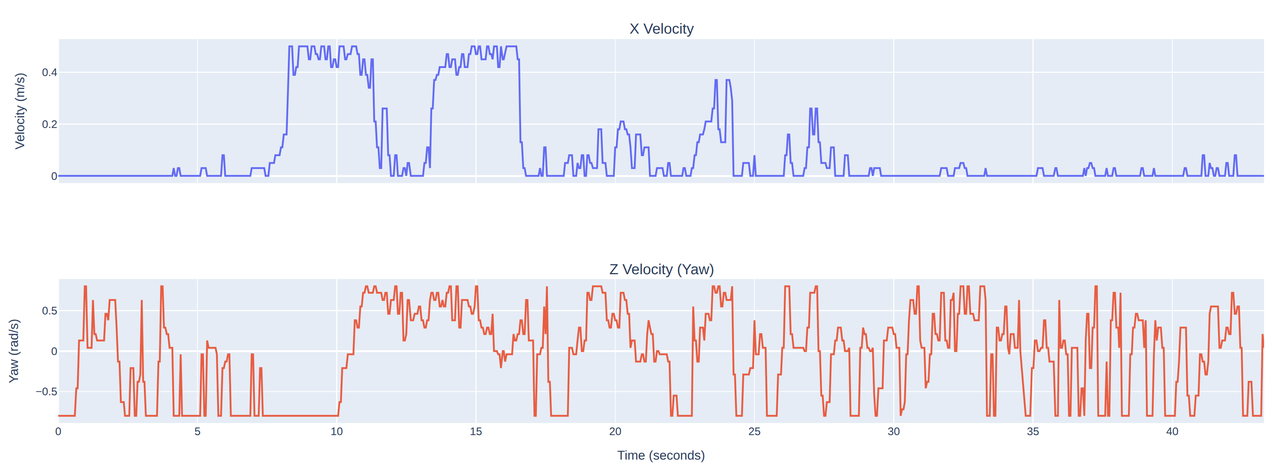 X Velocity
Velocity (m/s)
0.4
0.2
0
Z Velocity (Yaw)
Yaw (rad/s)
0.5
0
−0.5
0 5 10 15 20 25 30 35 40
Time (seconds)